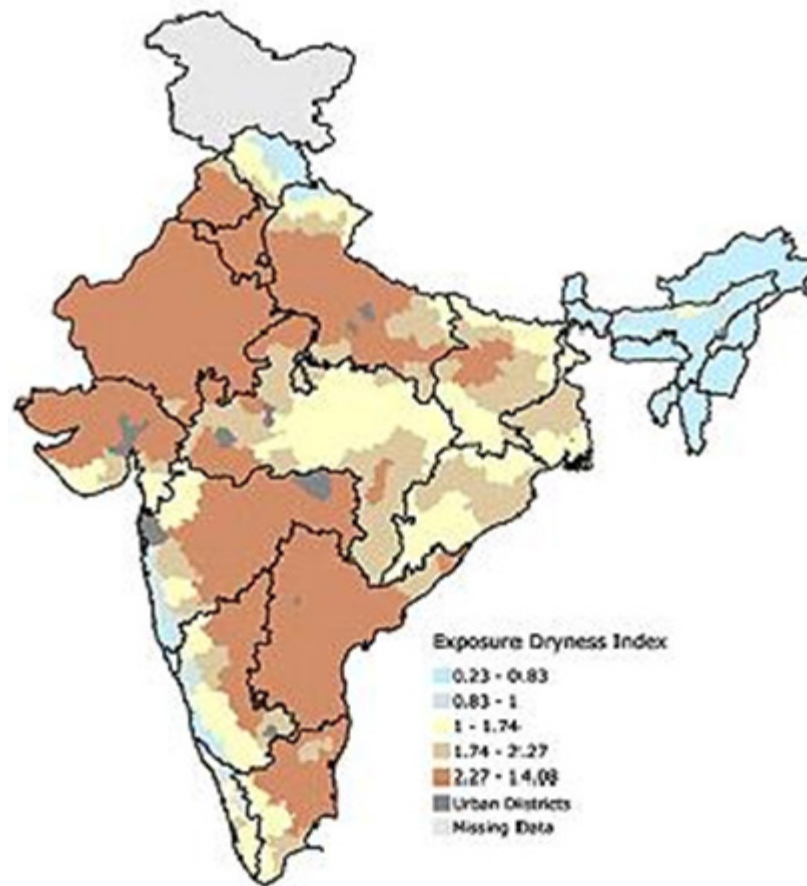 Exposure Dryness Index
0.23 - 0.83
0.83 - 1
1 - 1.74
1.74 - 2.27
2.27 - 14.08
Urban Districts
Missing Data